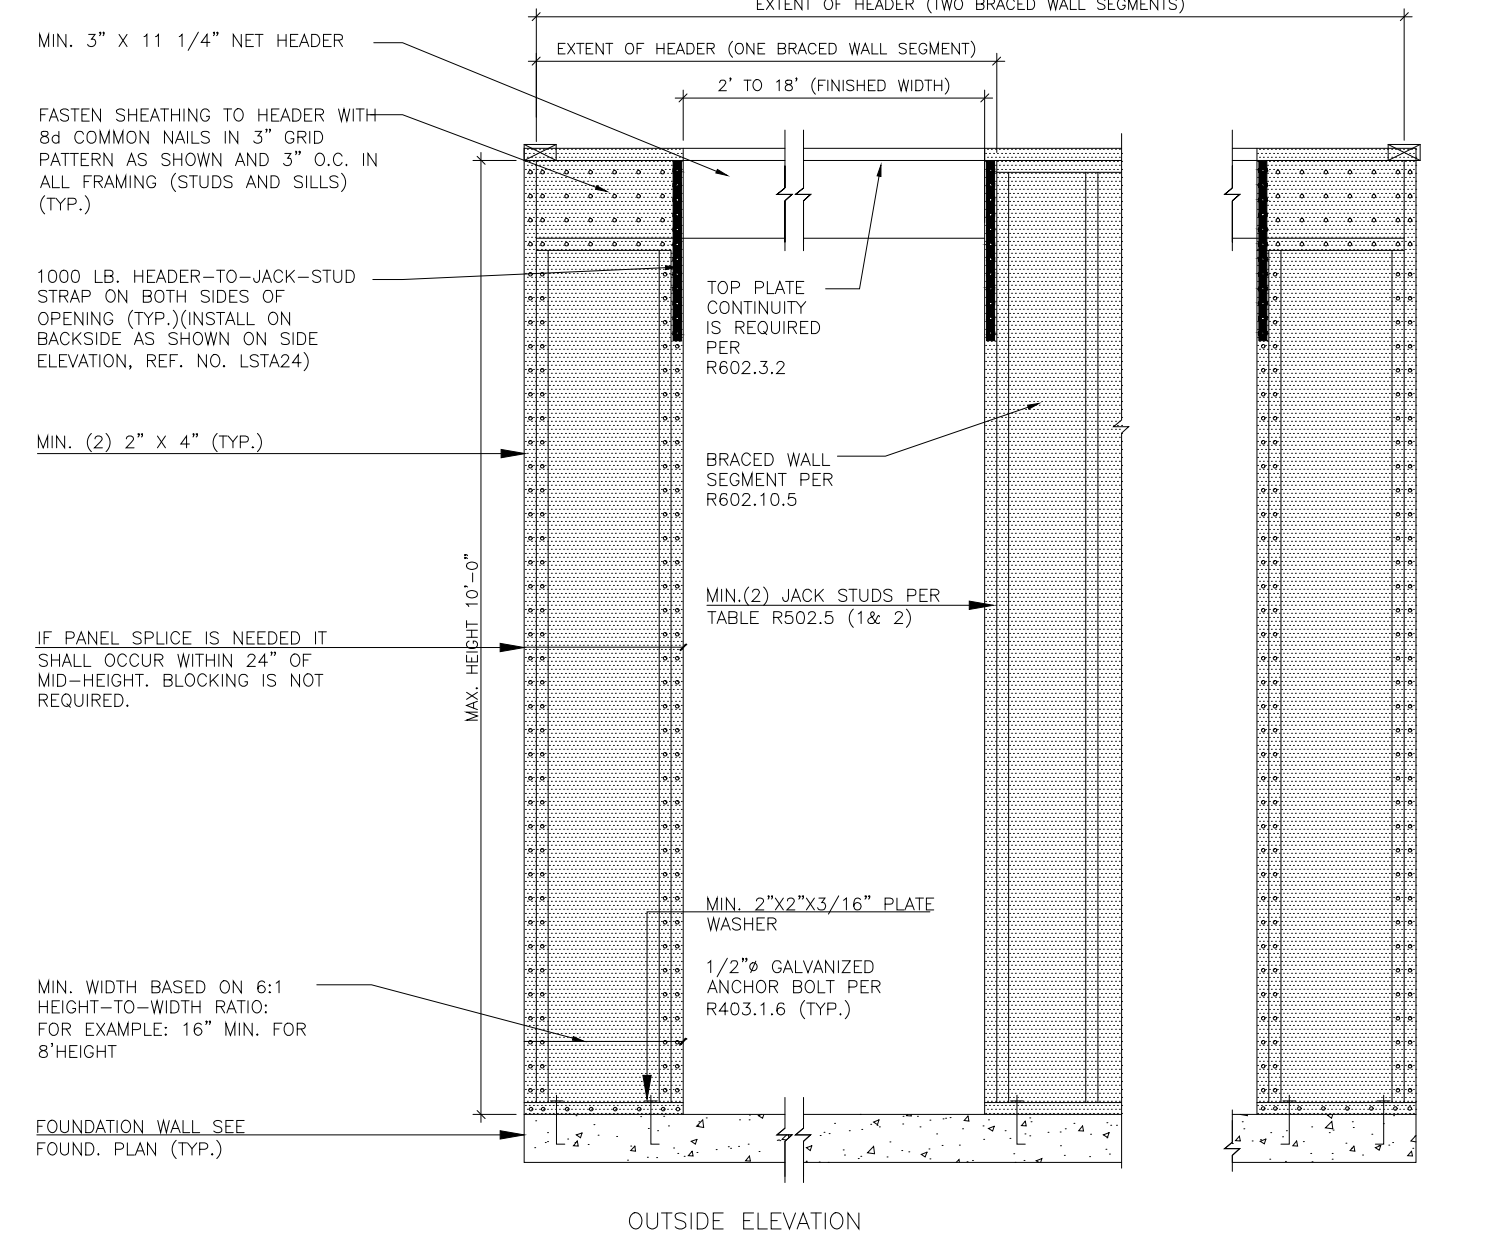 EXTENT OF HEADER (TWO BRACED WALL SEGMENTS)
MIN. 3” X 11 1/4” NET HEADER
EXTENT OF HEADER (ONE BRACED WALL SEGMENT)
2’ TO 18’ (FINISHED WIDTH)
FASTEN SHEATHING TO HEADER WITH
8d COMMON NAILS IN 3” GRID
PATTERN AS SHOWN AND 3” O.C. IN
ALL FRAMING (STUDS AND SILLS)
(TYP.)
1000 LB. HEADER-TO-JACK-STUD
STRAP ON BOTH SIDES OF
OPENING (TYP.)(INSTALL ON
BACKSIDE AS SHOWN ON SIDE
ELEVATION, REF. NO. LSTA24)
TOP PLATE
CONTINUITY
IS REQUIRED
PER
R602.3.2
MIN. (2) 2” X 4” (TYP.)
BRACED WALL
SEGMENT PER
R602.10.5
MAX. HEIGHT 10’-0”
MIN.(2) JACK STUDS PER
TABLE R502.5 (1& 2)
IF PANEL SPLICE IS NEEDED IT
SHALL OCCUR WITHIN 24” OF
MID-HEIGHT. BLOCKING IS NOT
REQUIRED.
MIN. 2”X2”X3/16” PLATE
WASHER
1/2”ø GALVANIZED
ANCHOR BOLT PER
R403.1.6 (TYP.)
MIN. WIDTH BASED ON 6:1
HEIGHT-TO-WIDTH RATIO:
FOR EXAMPLE: 16” MIN. FOR
8’HEIGHT
FOUNDATION WALL SEE
FOUND. PLAN (TYP.)
OUTSIDE ELEVATION